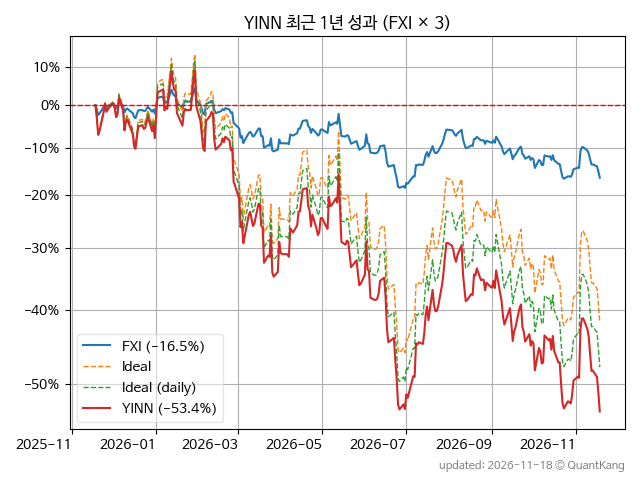 YINN 최근 1년 성과 (FXI × 3)
10%
0%
−10%
−20%
−30%
−40%
−50%
FXI (−16.5%)
Ideal
Ideal (daily)
YINN (−53.4%)
2025-11 2026-01 2026-03 2026-05 2026-07 2026-09 2026-11
updated: 2026-11-18 © QuantKang